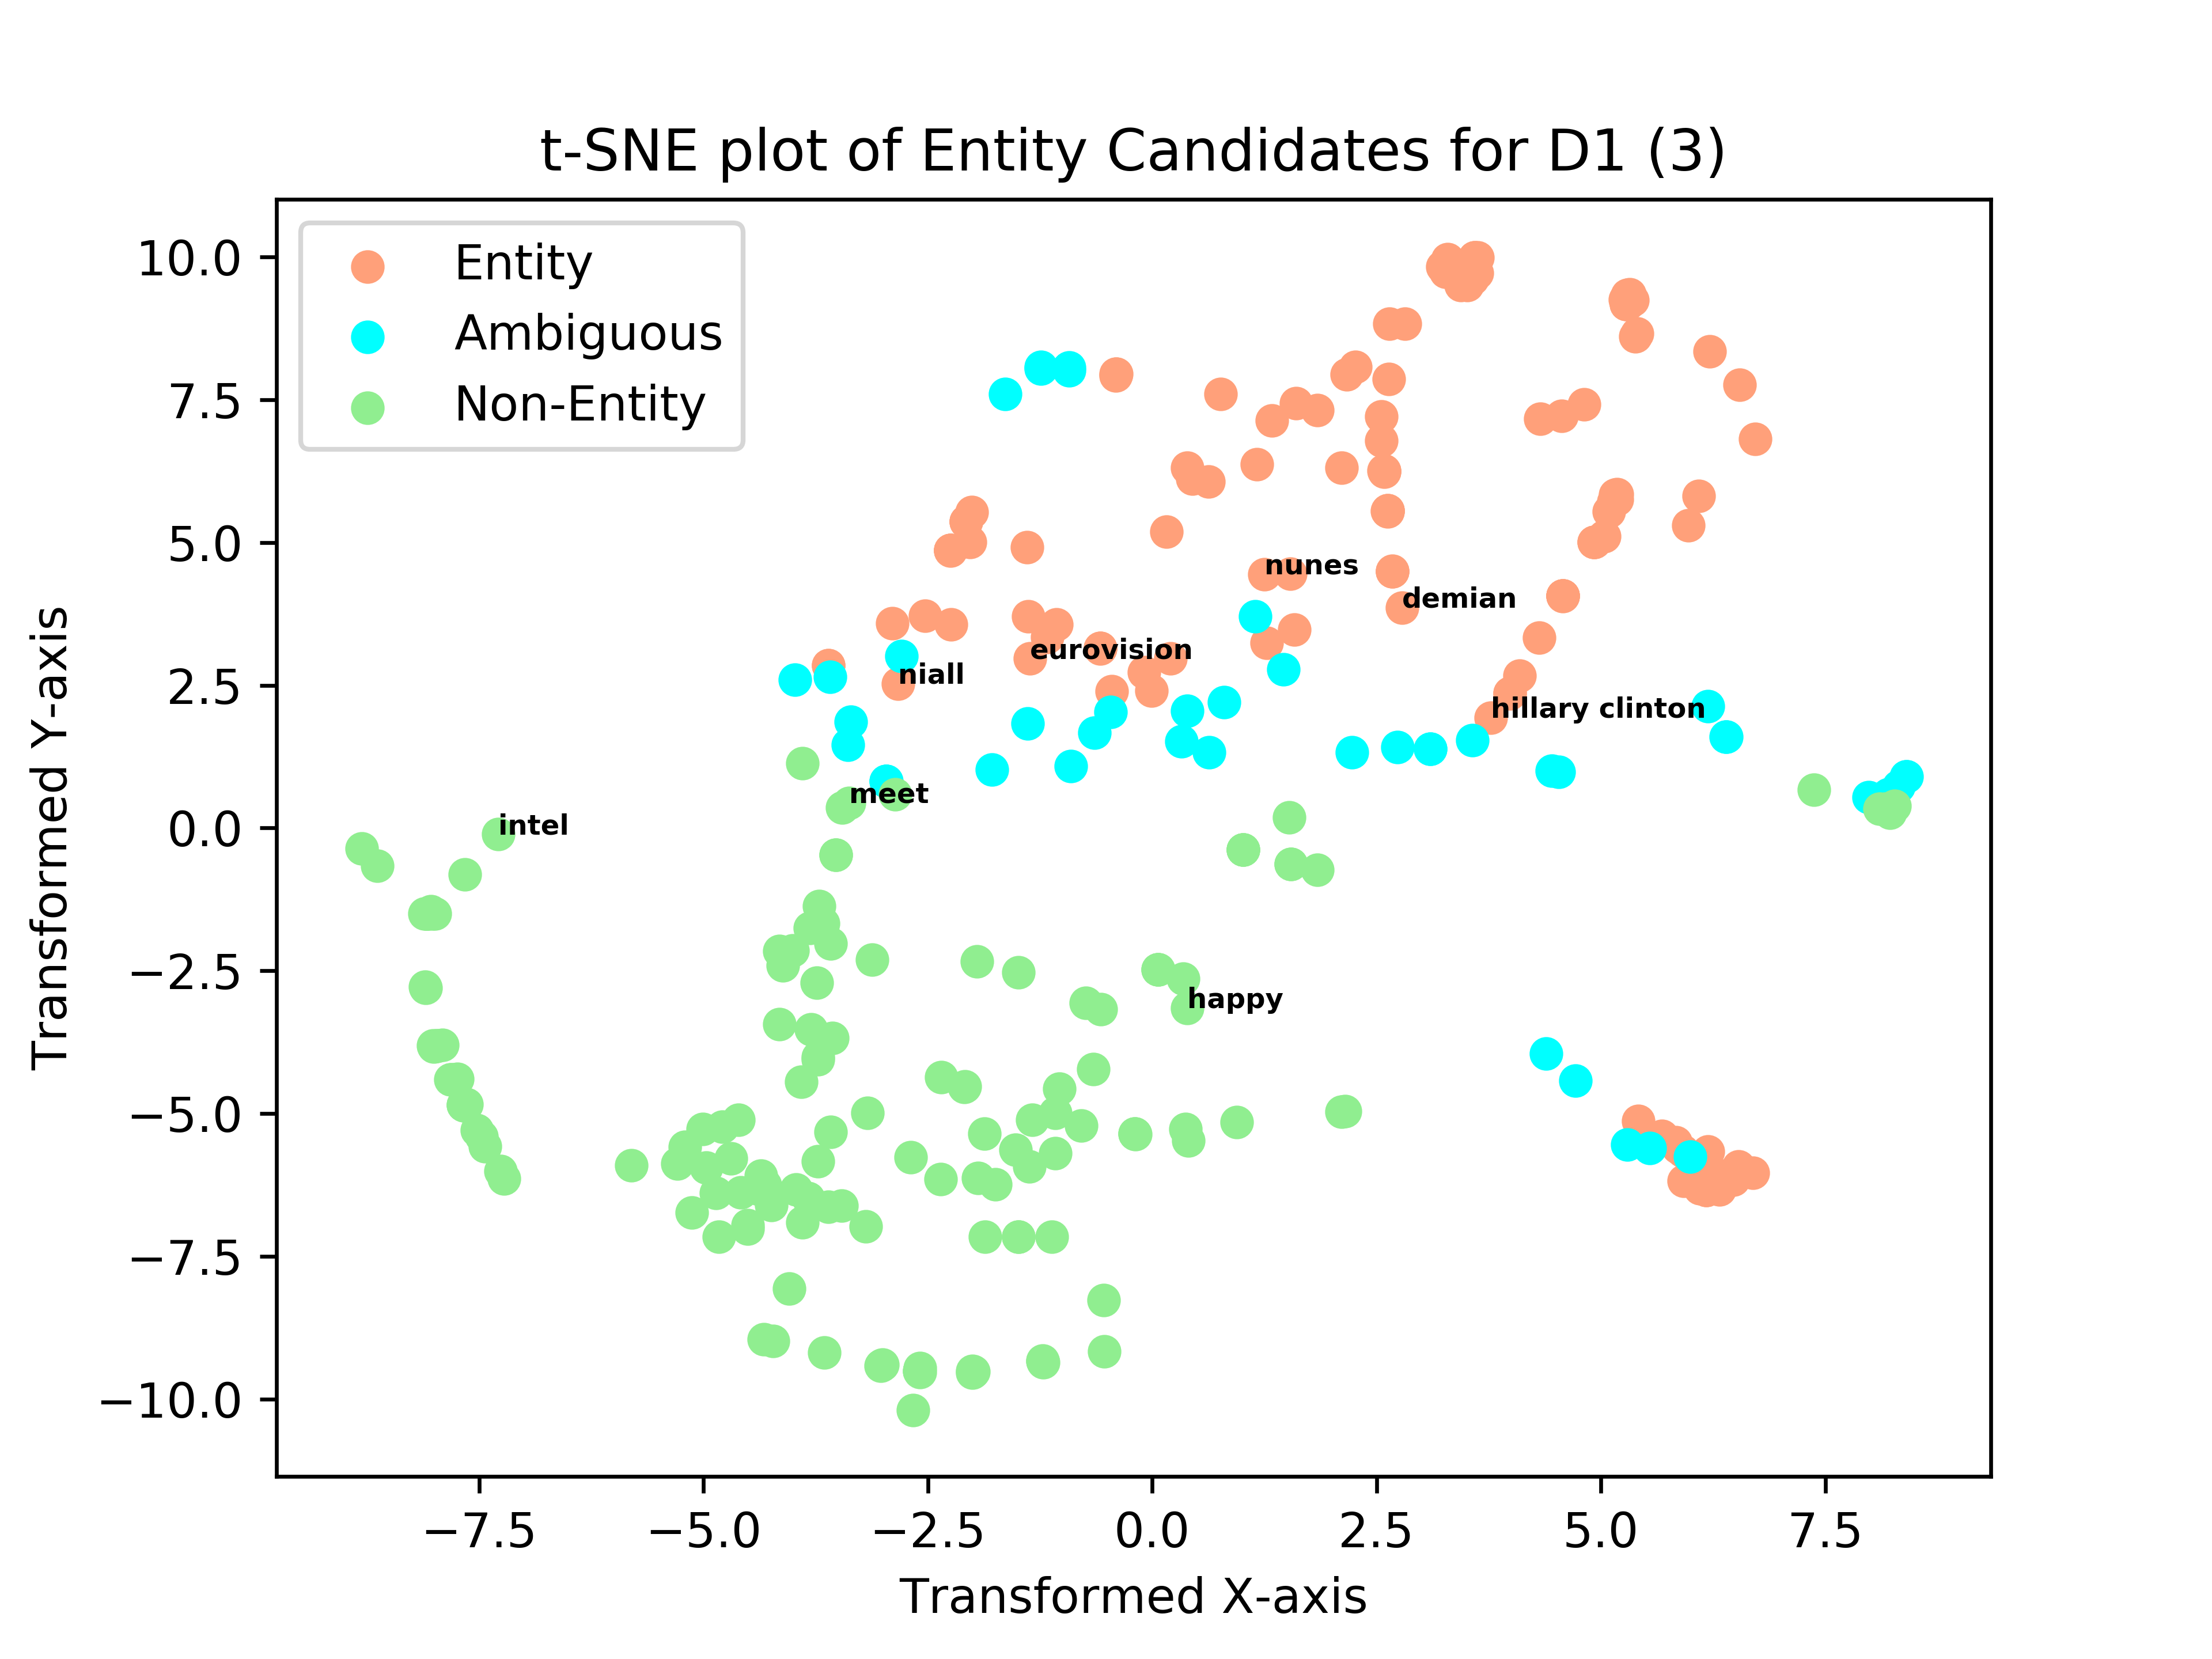 t-SNE plot of Entity Candidates for D1 (3)
Entity
Ambiguous
Non-Entity
10.0
7.5
5.0
2.5
0.0
−2.5
−5.0
−7.5
−10.0
Transformed Y-axis
nunes
demian
eurovision
niall
hillary clinton
meet
intel
happy
−7.5
−5.0
−2.5
0.0
2.5
5.0
7.5
Transformed X-axis